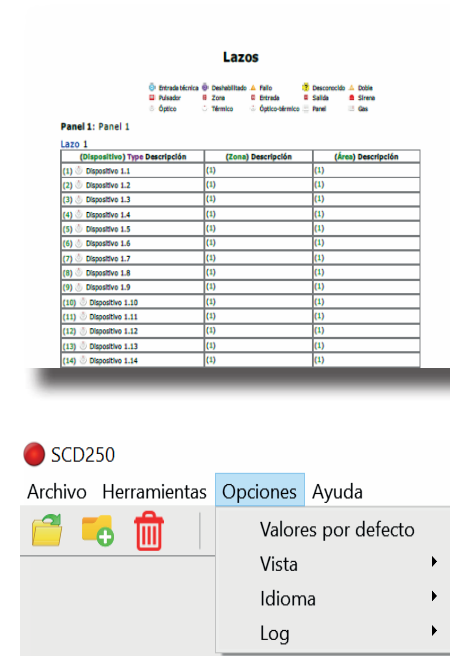 Lazos
Entrada técnica Deshabilitado Fallo Desconocido Doble
Pulsador Zona Entrada Salida Sirena
Óptico Térmico Óptico-térmico Panel Gas
Panel 1: Panel 1
Lazo 1
(Dispositivo) Type Descripción (Zona) Descripción (Área) Descripción
(1) Dispositivo 1.1 (1) (1)
(2) Dispositivo 1.2 (1) (1)
(3) Dispositivo 1.3 (1) (1)
(4) Dispositivo 1.4 (1) (1)
(5) Dispositivo 1.5 (1) (1)
(6) Dispositivo 1.6 (1) (1)
(7) Dispositivo 1.7 (1) (1)
(8) Dispositivo 1.8 (1) (1)
(9) Dispositivo 1.9 (1) (1)
(10) Dispositivo 1.10 (1) (1)
(11) Dispositivo 1.11 (1) (1)
(12) Dispositivo 1.12 (1) (1)
(13) Dispositivo 1.13 (1) (1)
(14) Dispositivo 1.14 (1) (1)
SCD250
Archivo Herramientas Opciones Ayuda
Valores por defecto
Vista
Idioma
Log